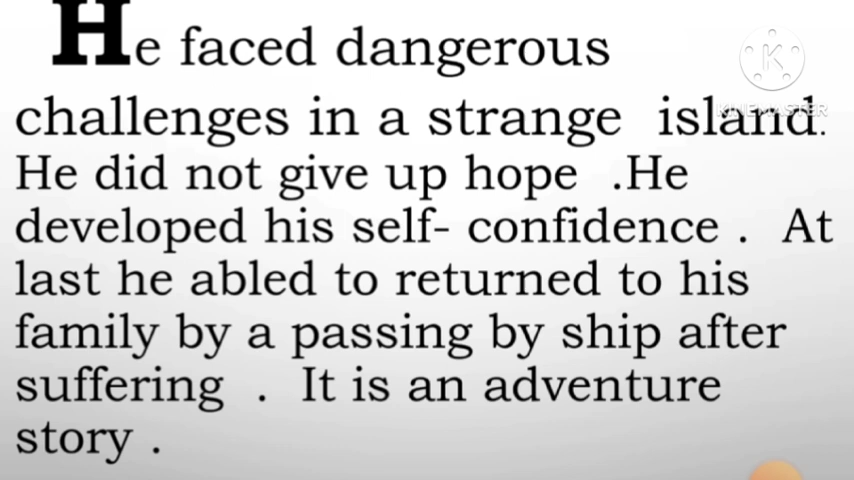 He faced dangerous
challenges in a strange island.
He did not give up hope .He
developed his self- confidence . At
last he abled to returned to his
family by a passing by ship after
suffering . It is an adventure
story .
K
KINEMASTER